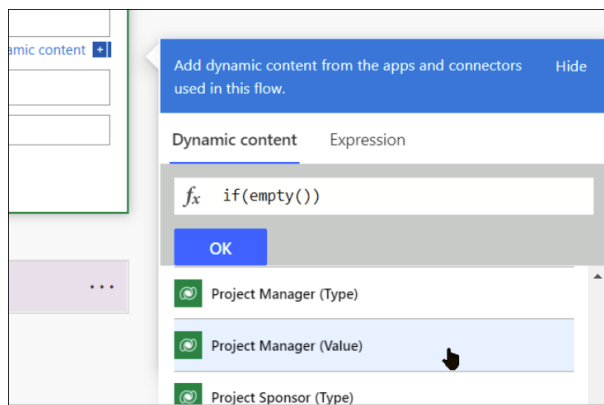 amic content
Add dynamic content from the apps and connectors Hide
used in this flow.
Dynamic content Expression
fx if(empty())
OK
Project Manager (Type)
Project Manager (Value)
Project Sponsor (Type)